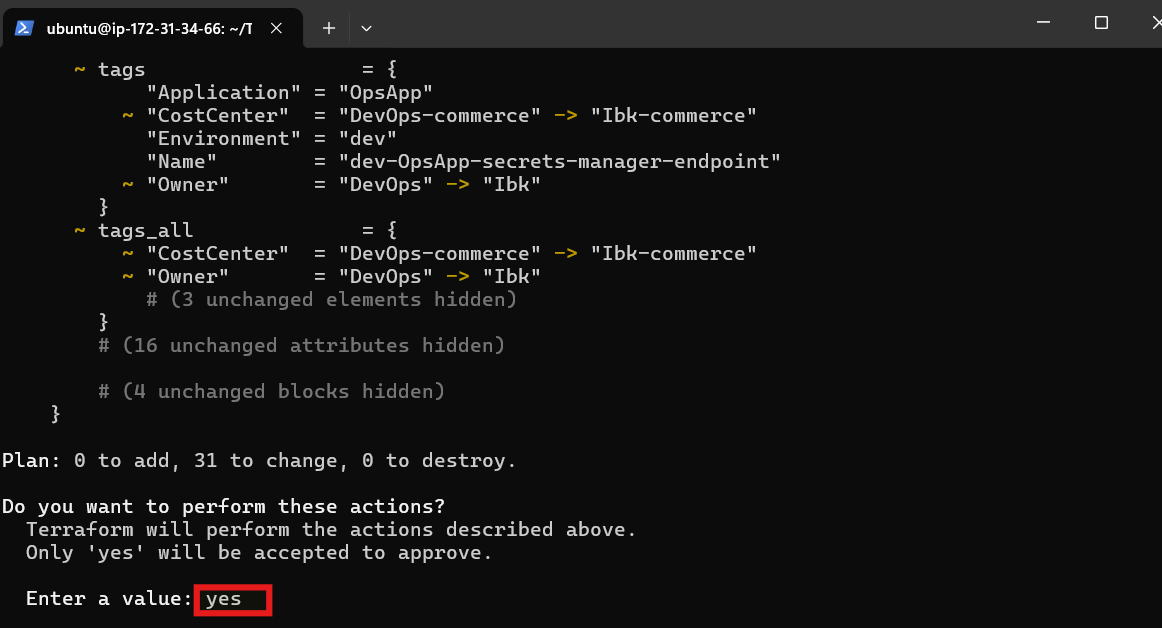 ubuntu@ip-172-31-34-66: ~/T
~ tags                  = {
"Application" = "OpsApp"
~ "CostCenter"  = "DevOps-commerce" -> "Ibk-commerce"
"Environment" = "dev"
"Name"        = "dev-OpsApp-secrets-manager-endpoint"
~ "Owner"       = "DevOps" -> "Ibk"
}
~ tags_all              = {
~ "CostCenter"  = "DevOps-commerce" -> "Ibk-commerce"
~ "Owner"       = "DevOps" -> "Ibk"
# (3 unchanged elements hidden)
}
# (16 unchanged attributes hidden)
# (4 unchanged blocks hidden)
}
Plan: 0 to add, 31 to change, 0 to destroy.
Do you want to perform these actions?
Terraform will perform the actions described above.
Only 'yes' will be accepted to approve.
Enter a value: yes